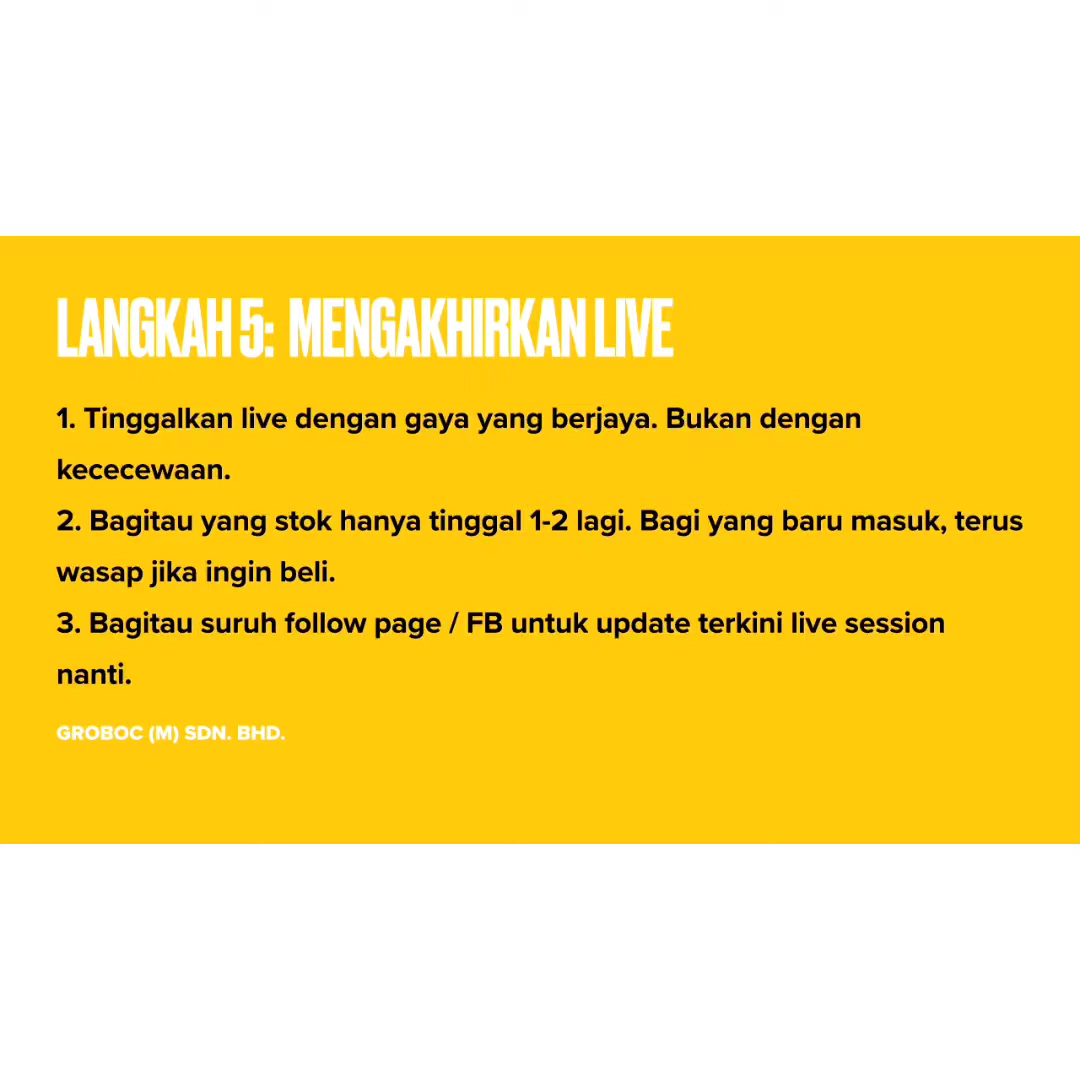 LANGKAH 5: MENGAKHIRKAN LIVE
1. Tinggalkan live dengan gaya yang berjaya. Bukan dengan
kececewaan.
2. Bagitau yang stok hanya tinggal 1-2 lagi. Bagi yang baru masuk, terus
wasap jika ingin beli.
3. Bagitau suruh follow page / FB untuk update terkini live session
nanti.
GROBOC (M) SDN. BHD.